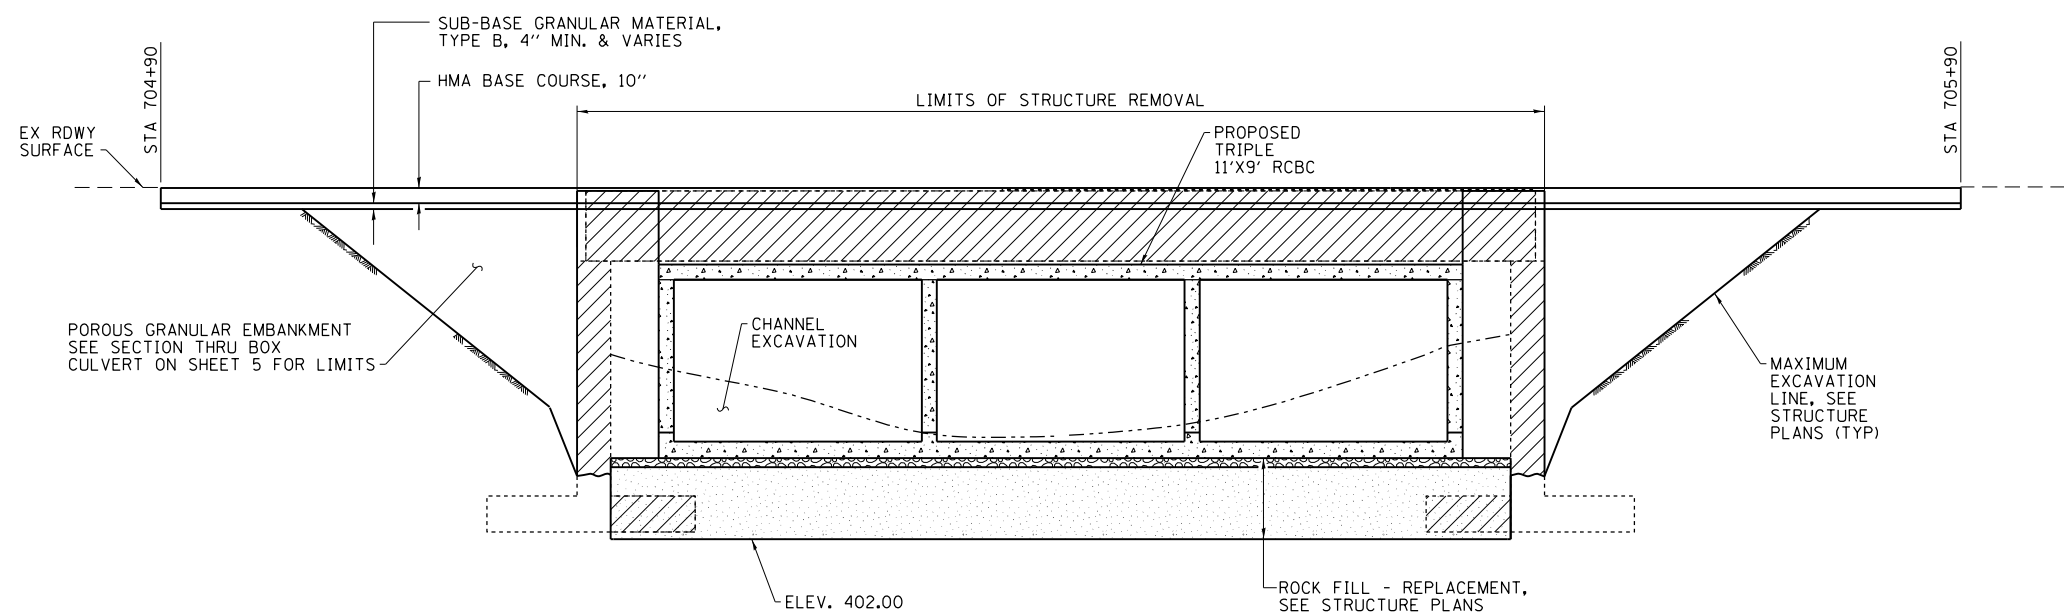 SUB-BASE GRANULAR MATERIAL,
TYPE B, 4" MIN. & VARIES
HMA BASE COURSE, 10"
STA 704+90
STA 705+90
LIMITS OF STRUCTURE REMOVAL
EX RDWY
SURFACE
PROPOSED
TRIPLE
11'X9' RCBC
POROUS GRANULAR EMBANKMENT
SEE SECTION THRU BOX
CULVERT ON SHEET 5 FOR LIMITS
CHANNEL
EXCAVATION
MAXIMUM
EXCAVATION
LINE, SEE
STRUCTURE
PLANS (TYP)
ELEV. 402.00
ROCK FILL - REPLACEMENT,
SEE STRUCTURE PLANS